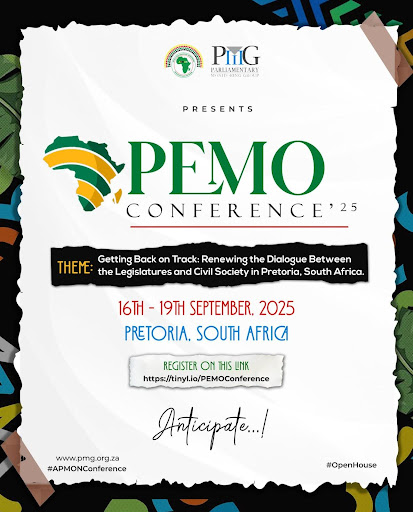 PMG
PARLIAMENTARY
PRESENTS
PEMO
CONFERENCE'25
THEME: Getting Back on Track: Renewing the Dialogue Between
the Legislatures and Civil Society in Pretoria, South Africa.
16TH - 19TH SEPTEMBER, 2025
PRETORIA, SOUTH AFRICA
REGISTER ON THIS LINK
https://tinyl.io/PEMOConference
Anticipate...!
www.pmg.org.za
#APMONConference
#OpenHouse